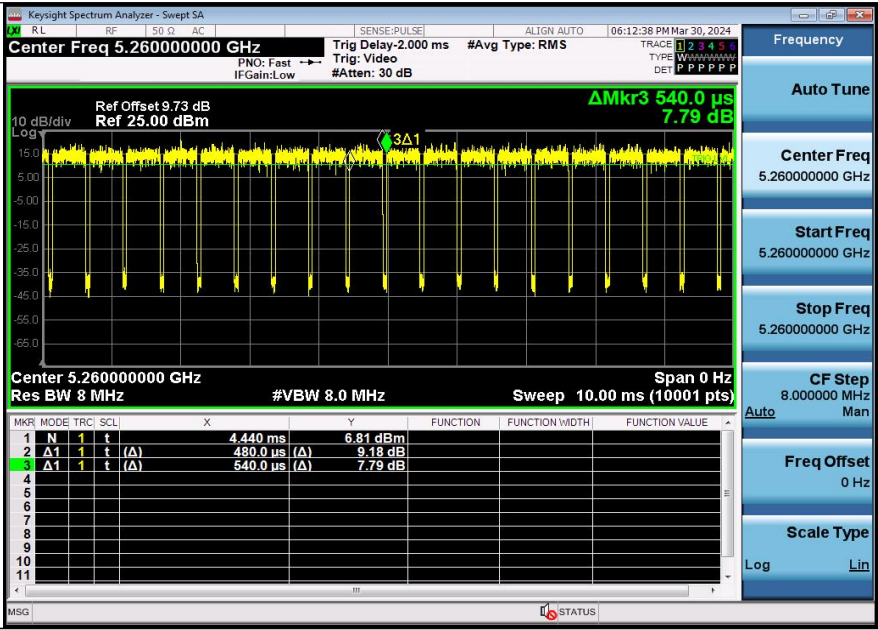 Keysight Spectrum Analyzer - Swept SA
LXI RL RF 50 Ω AC SENSE:PULSE ALIGN AUTO 06:12:38 PM Mar 30, 2024
Center Freq 5.260000000 GHz
PNO: Fast
IFGain:Low
Trig Delay-2.000 ms
Trig: Video
#Atten: 30 dB
#Avg Type: RMS
TRACE 1 2 3 4 5 6
TYPE WWWWWW
DET P P P P P P
10 dB/div
Log
Ref Offset 9.73 dB
Ref 25.00 dBm
ΔMkr3 540.0 µs
7.79 dB
3Δ1
15.0
5.00
-5.00
-15.0
-25.0
-35.0
-45.0
-55.0
-65.0
Center 5.260000000 GHz Span 0 Hz
Res BW 8 MHz #VBW 8.0 MHz Sweep 10.00 ms (10001 pts)
MKR MODE TRC SCL X Y FUNCTION FUNCTION WIDTH FUNCTION VALUE
1 N 1 t 4.440 ms 6.81 dBm
2 Δ1 1 t (Δ) 480.0 µs (Δ) 9.18 dB
3 Δ1 1 t (Δ) 540.0 µs (Δ) 7.79 dB
4
5
6
7
8
9
10
11
MSG STATUS
Frequency
Auto Tune
Center Freq
5.260000000 GHz
Start Freq
5.260000000 GHz
Stop Freq
5.260000000 GHz
CF Step
8.000000 MHz
Auto Man
Freq Offset
0 Hz
Scale Type
Log Lin